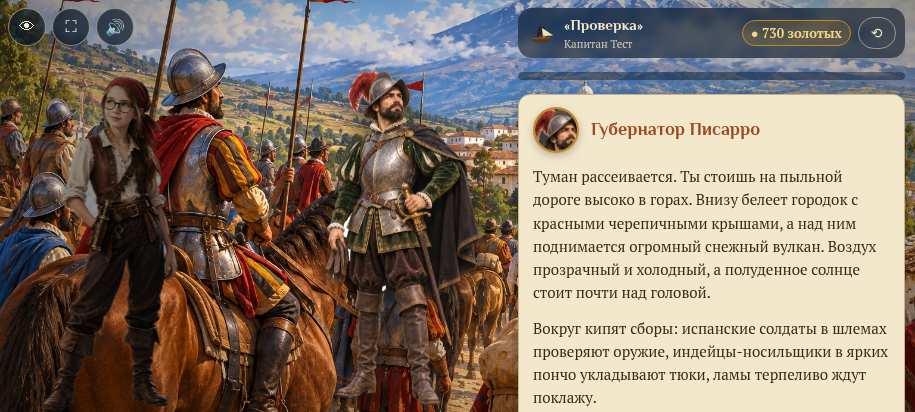 «Проверка»
Капитан Тест
● 730 золотых
Губернатор Писарро
Туман рассеивается. Ты стоишь на пыльной
дороге высоко в горах. Внизу белеет городок с
красными черепичными крышами, а над ним
поднимается огромный снежный вулкан. Воздух
прозрачный и холодный, а полуденное солнце
стоит почти над головой.
Вокруг кипят сборы: испанские солдаты в шлемах
проверяют оружие, индейцы-носильщики в ярких
пончо укладывают тюки, ламы терпеливо ждут
поклажу.